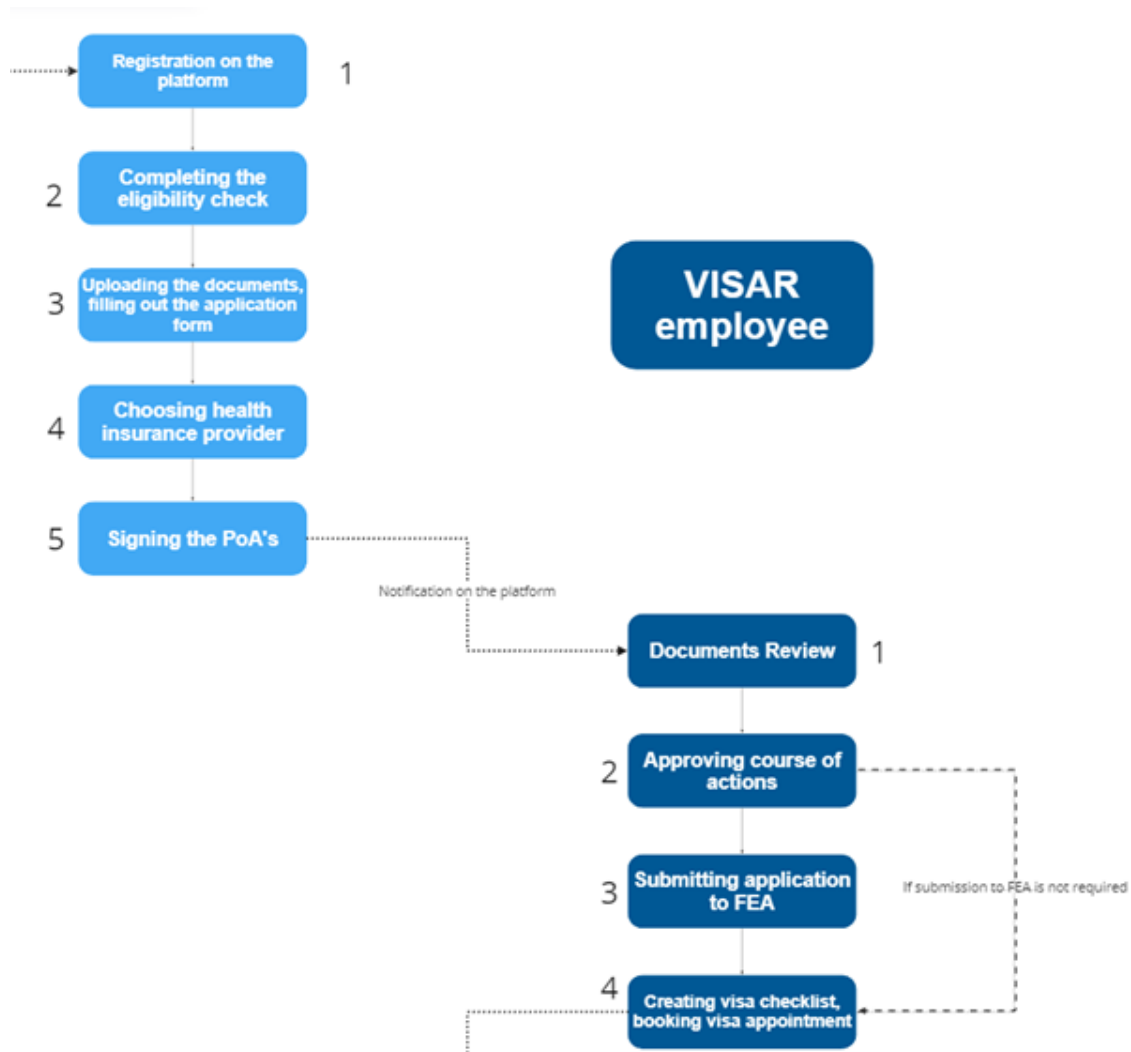 Registration on the
platform
1
2
Completing the
eligibility check
3
Uploading the documents,
filling out the application
form
VISAR
employee
4
Choosing health
insurance provider
5
Signing the PoA's
Notification on the platform
Documents Review
1
2
Approving course of
actions
3
Submitting application
to FEA
If submission to FEA is not required
4
Creating visa checklist,
booking visa appointment